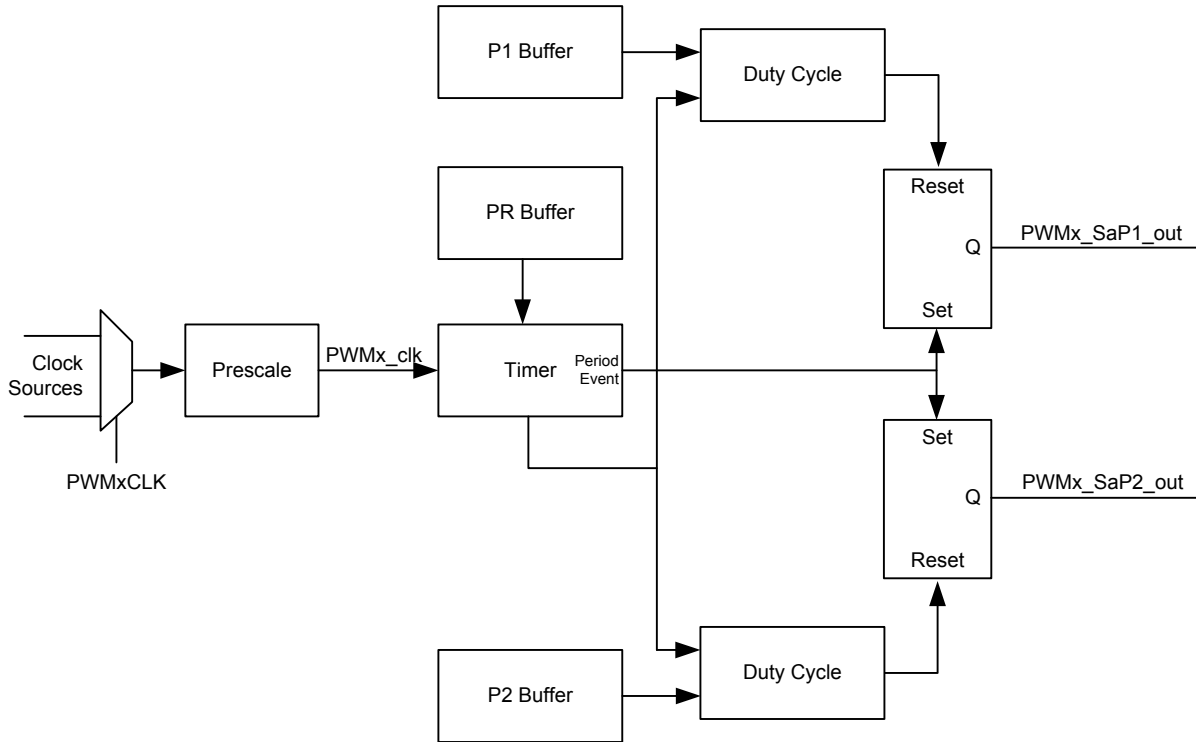 P1 Buffer
Duty Cycle
PR Buffer
Reset
Q
Set
PWMx_SaP1_out
Clock
Sources
PWMxCLK
Prescale
PWMx_clk
Timer
Period
Event
Set
Q
Reset
PWMx_SaP2_out
P2 Buffer
Duty Cycle